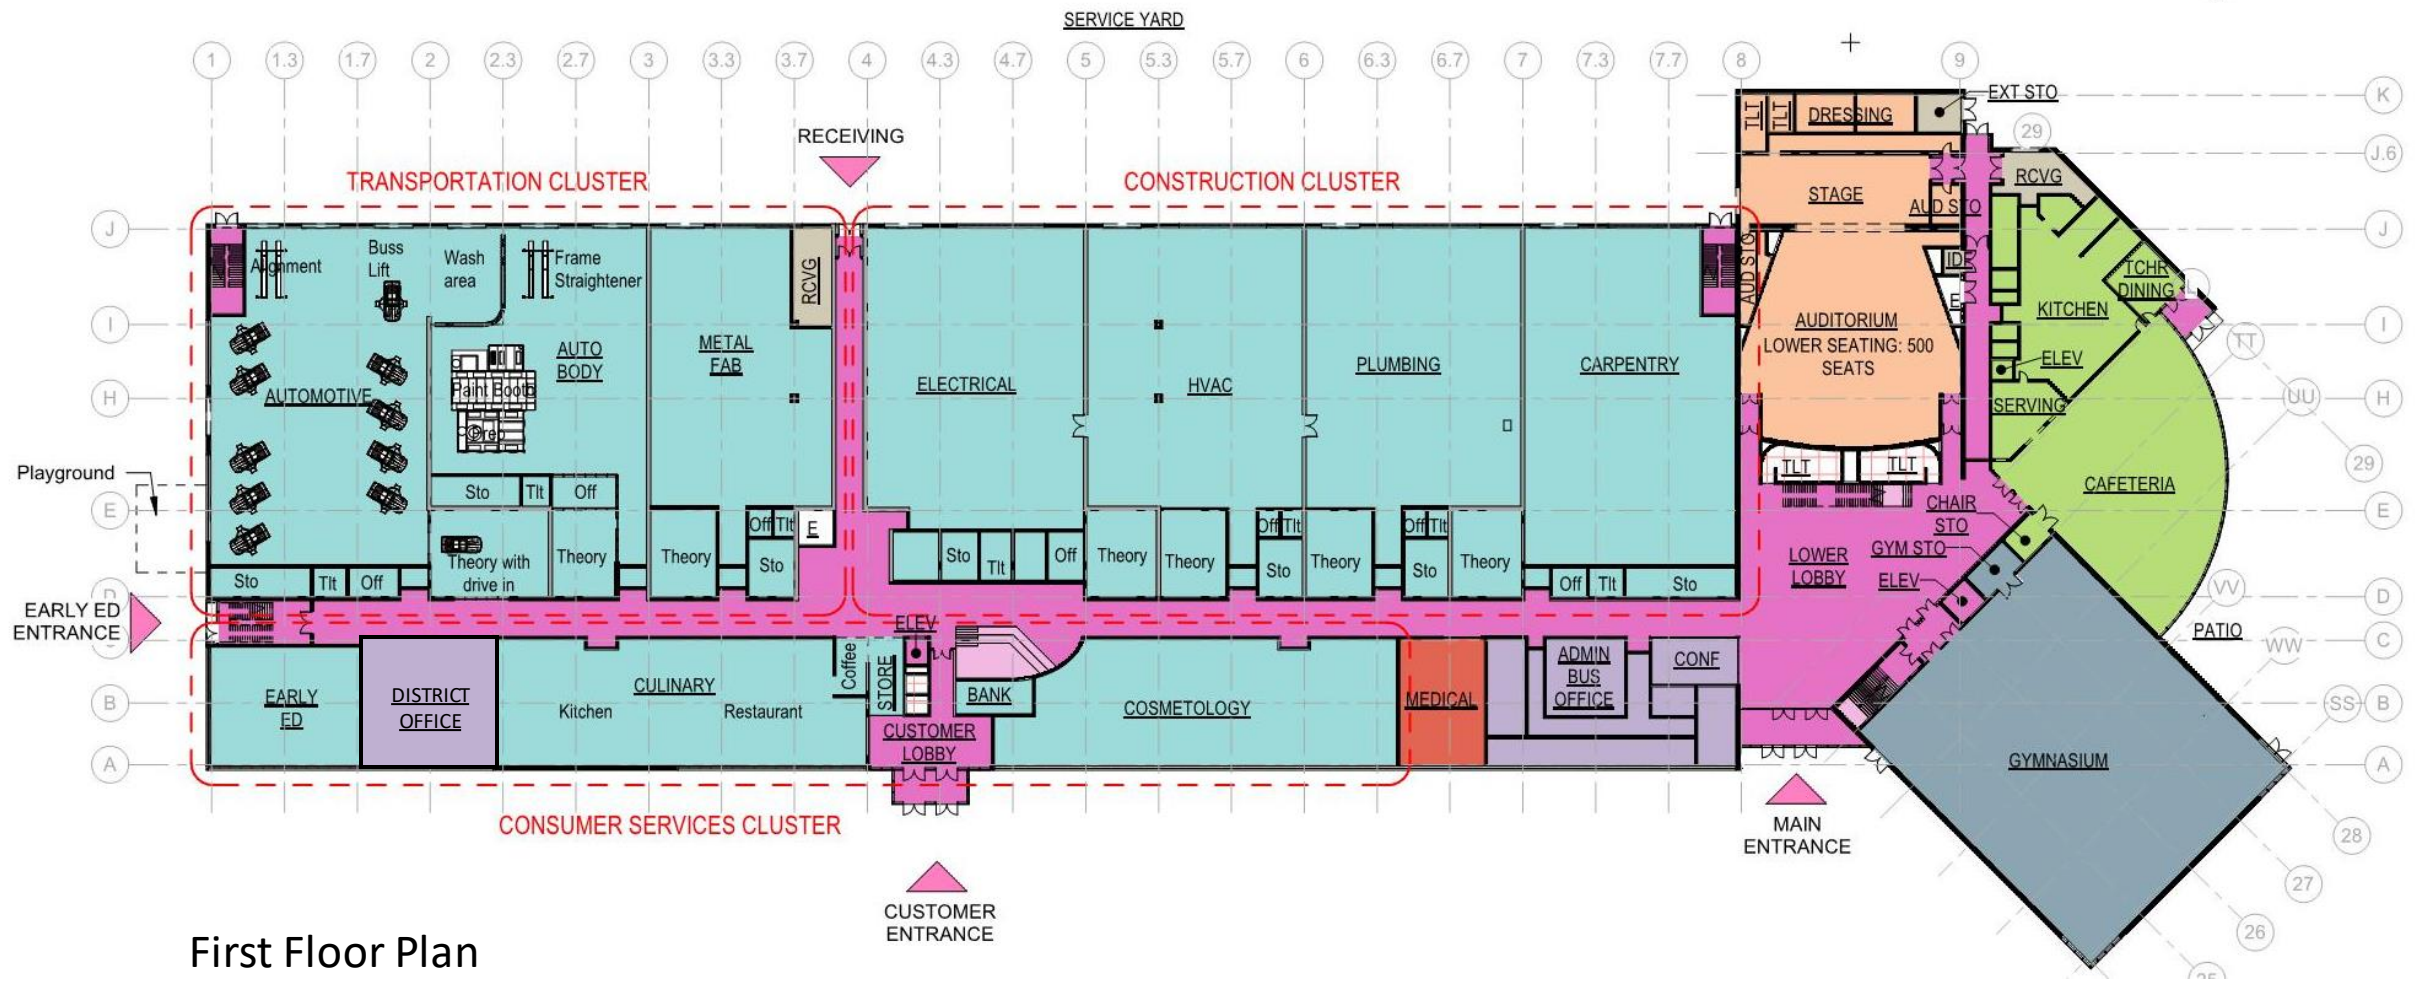 SERVICE YARD
1
1.3
1.7
2
2.3
2.7
3
3.3
3.7
4
4.3
4.7
5
5.3
5.7
6
6.3
6.7
7
7.3
7.7
8
9
EXT STO
K
TLT
TLT
DRESSING
29
RECEIVING
J.6
TRANSPORTATION CLUSTER
CONSTRUCTION CLUSTER
RCVG
STAGE
AUD STO
J
J
Alignment
Buss
Lift
Wash
area
Frame
Straightener
RCVG
AUD STO
ID
TCHR
DINING
L
E
KITCHEN
I
I
AUDITORIUM
LOWER SEATING: 500
SEATS
METAL
FAB
AUTO
BODY
TT
ELEV
PLUMBING
CARPENTRY
ELECTRICAL
HVAC
Paint Booth
AUTOMOTIVE
H
UU
H
SERVING
Prep
TLT
TLT
29
Playground
CAFETERIA
Sto
Tlt
Off
CHAIR
STO
E
E
Off
Tlt
E
Off
Tlt
Off
Tlt
GYM STO
LOWER
LOBBY
Theory with
drive in
Theory
Theory
Sto
Sto
Tlt
Off
Theory
Theory
Sto
Theory
Sto
Theory
ELEV
Sto
Tlt
Off
Off
Tlt
Sto
VV
D
D
EARLY ED
ENTRANCE
ELEV
PATIO
WW
C
C
Coffee
STORE
ADMIN
BUS
OFFICE
CONF
EARLY
ED
DISTRICT
OFFICE
CULINARY
Kitchen
Restaurant
BANK
COSMETOLOGY
MEDICAL
B
SS
B
CUSTOMER
LOBBY
A
GYMNASIUM
A
CONSUMER SERVICES CLUSTER
MAIN
ENTRANCE
28
27
CUSTOMER
ENTRANCE
26
25
First Floor Plan